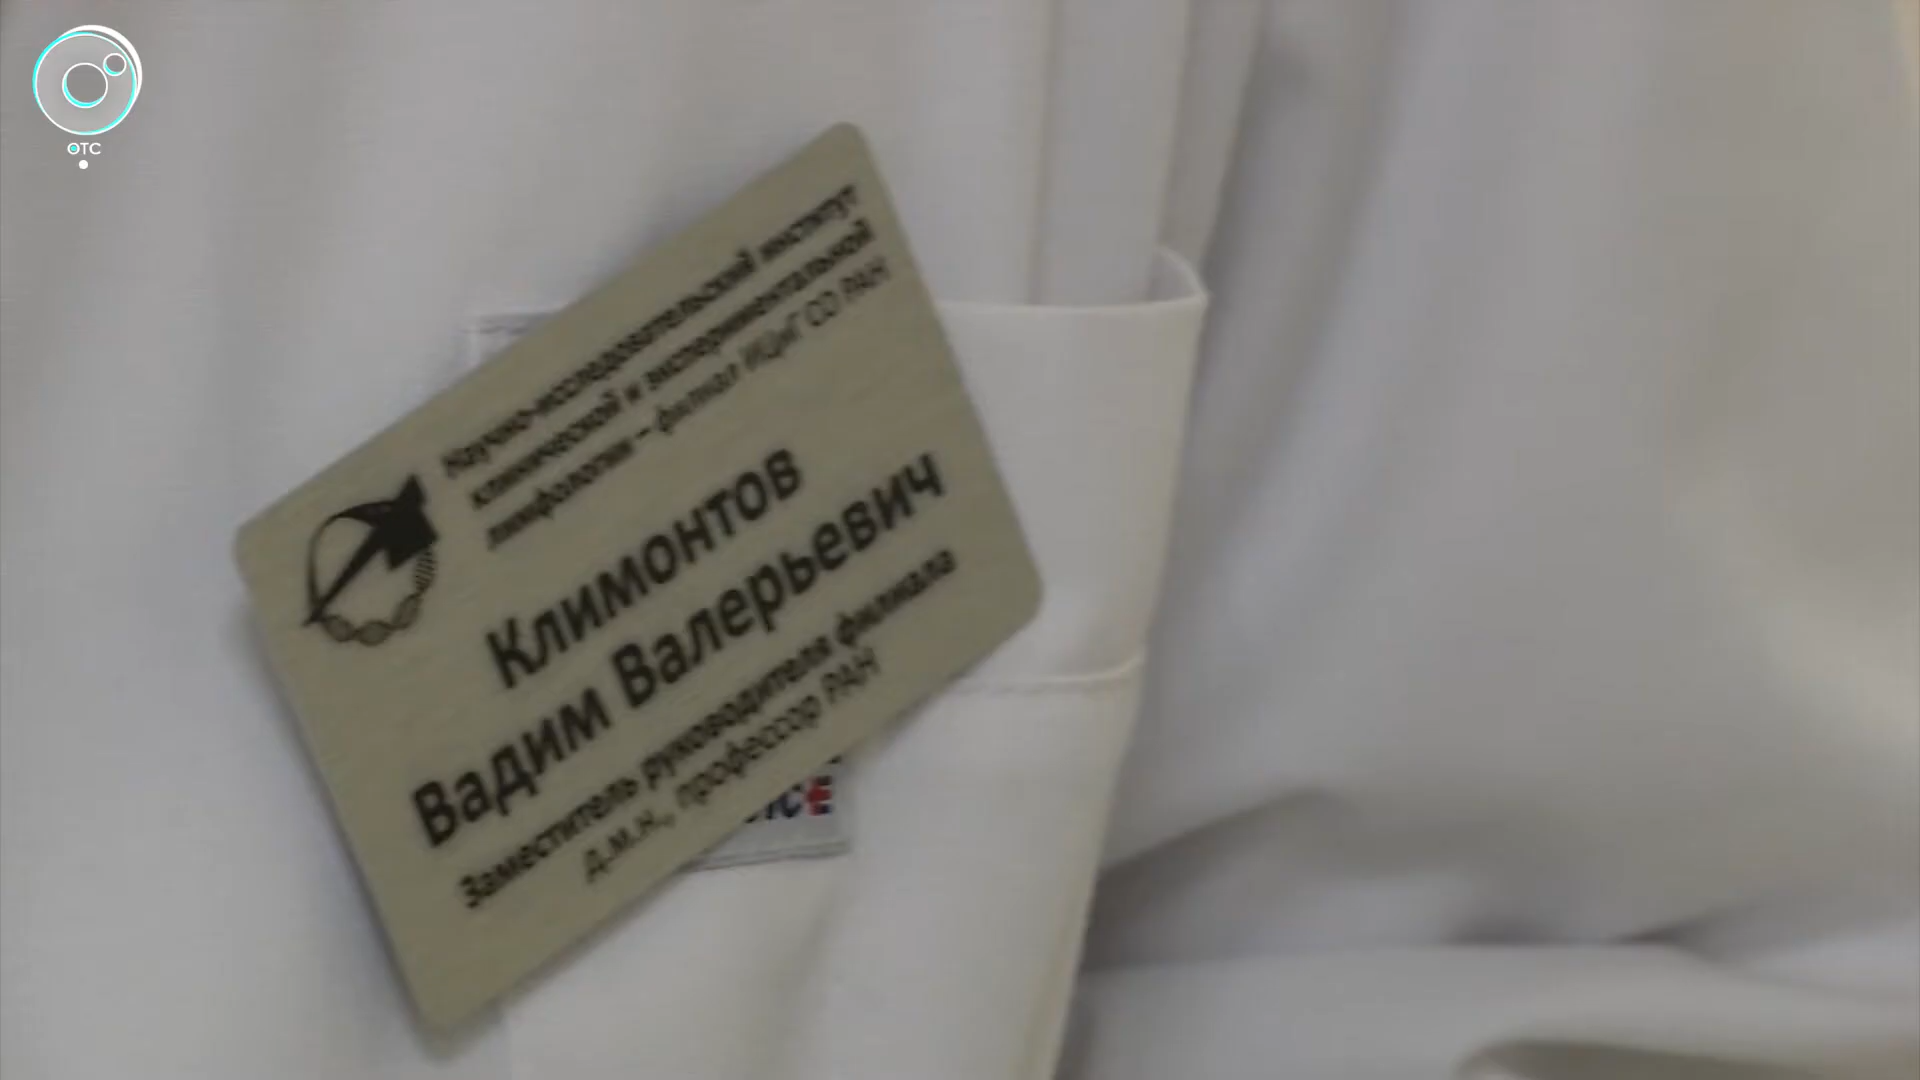 ОТС
Научно-исследовательский институт
клинической и экспериментальной
лимфологии – филиал ИЦиГ СО РАН
Климонтов
Вадим Валерьевич
Заместитель руководителя филиала
д.м.н., профессор РАН